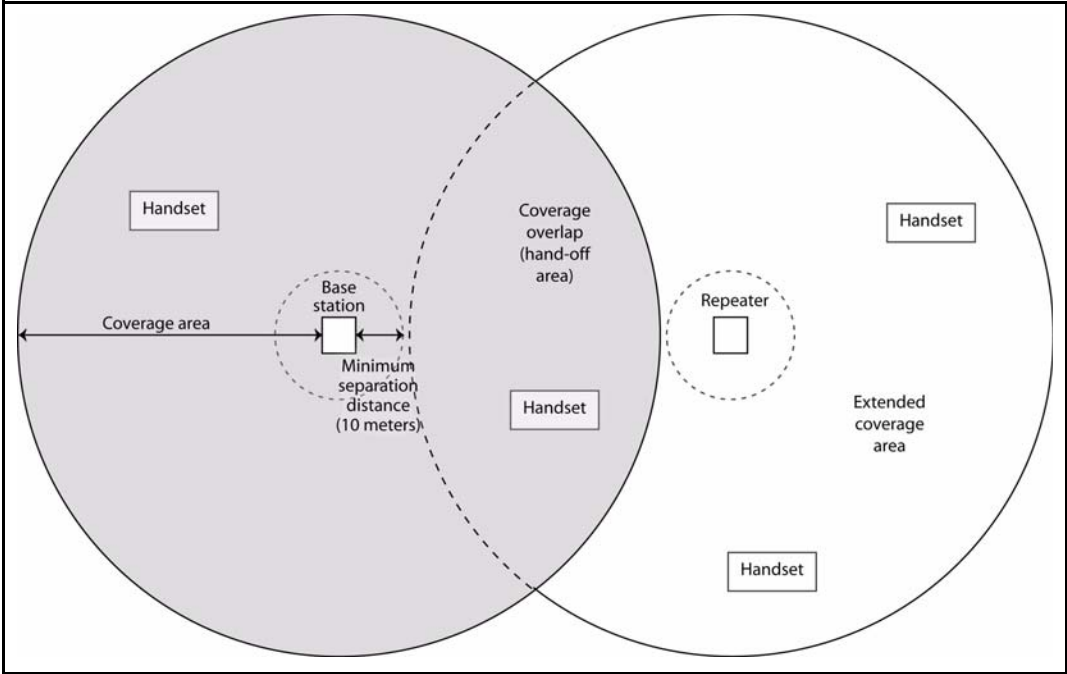 Handset
Coverage
overlap
(hand-off
area)
Handset
Base
station
Repeater
Coverage area
Minimum
separation
distance
(10 meters)
Handset
Extended
coverage
area
Handset